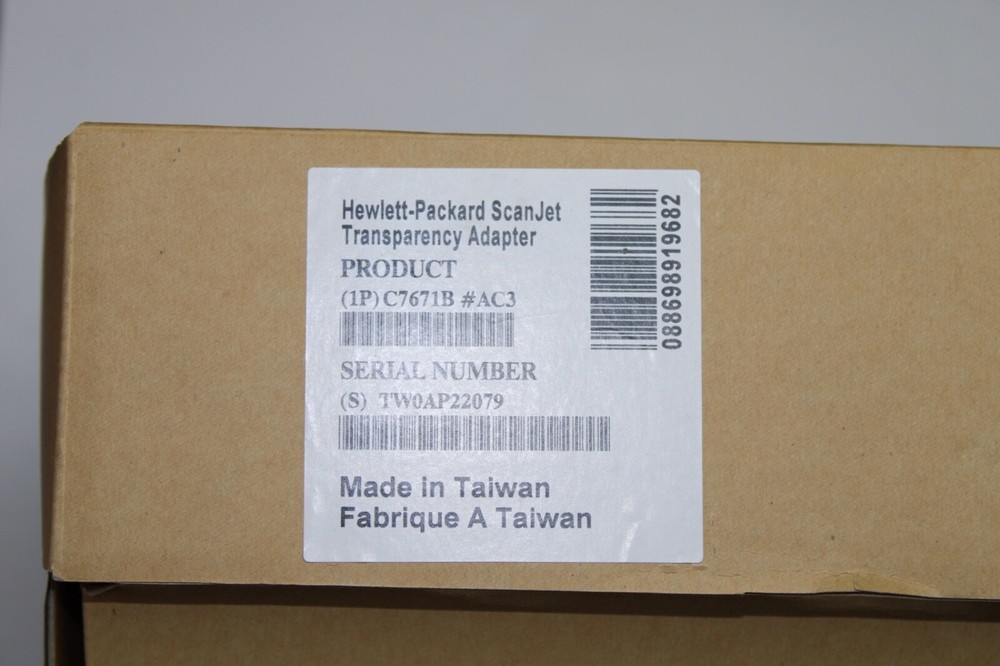 Hewlett-Packard ScanJet
Transparency Adapter
PRODUCT
(1P) C7671B #AC3
SERIAL NUMBER
(S) TW0AP22079
Made in Taiwan
Fabrique A Taiwan
088698919682